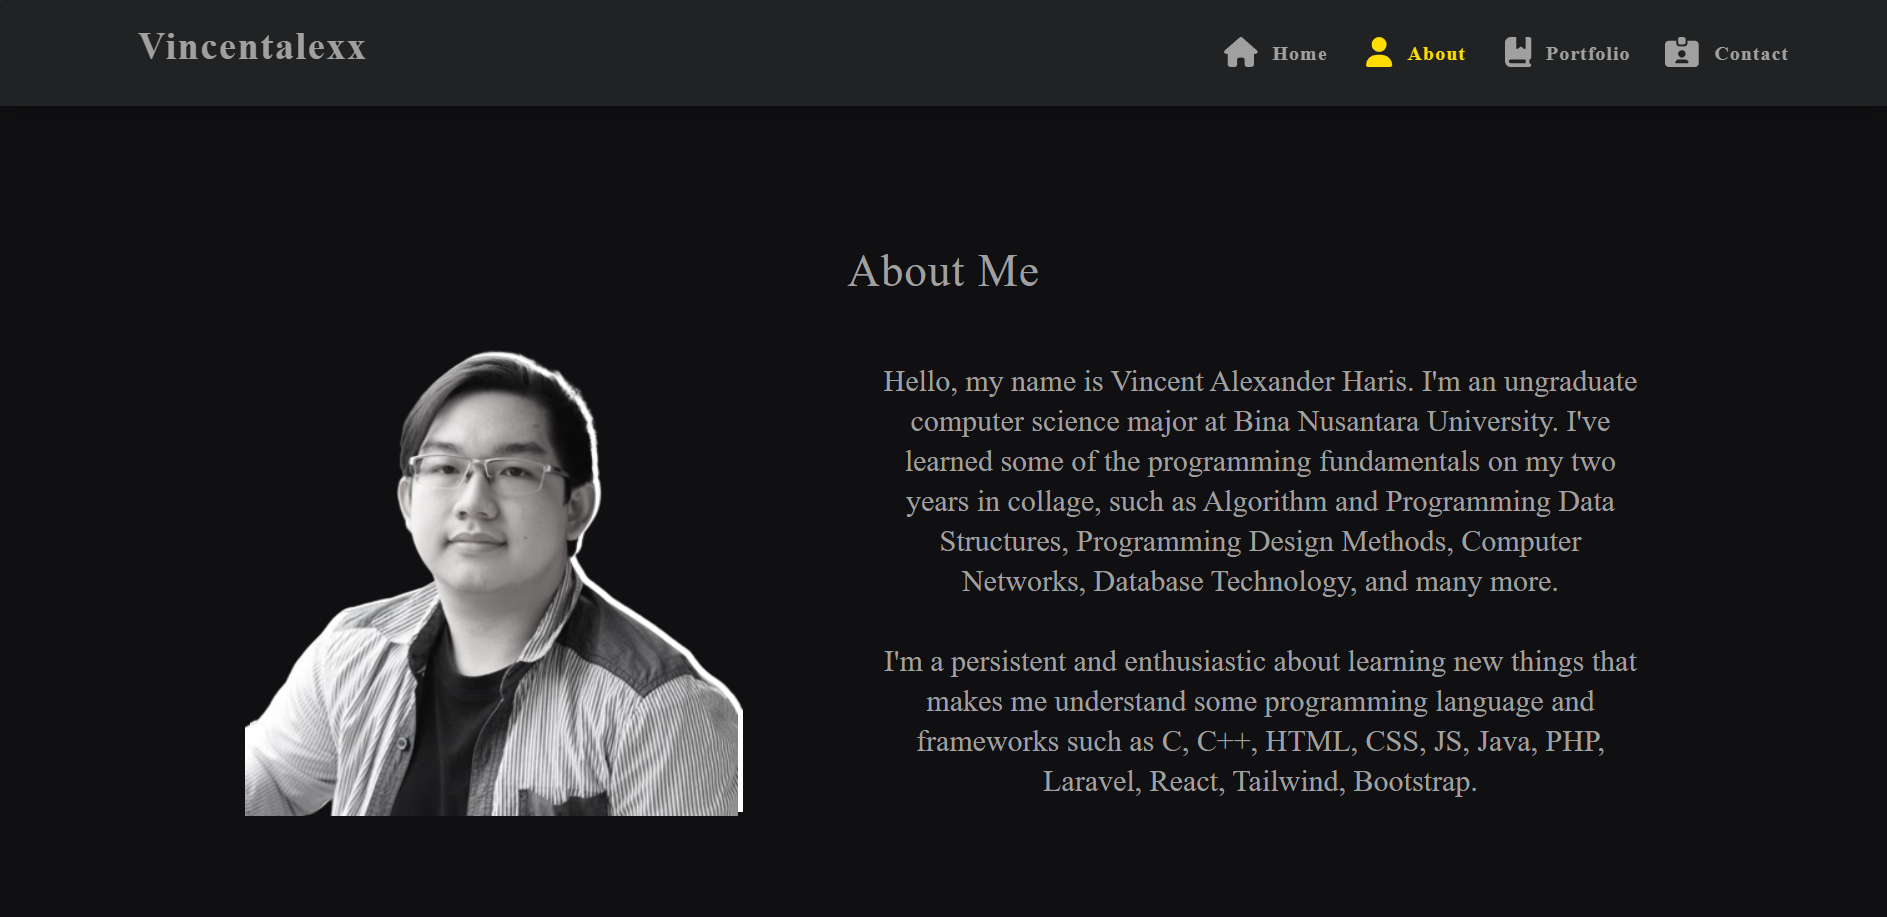 Vincentalexx
Home
About
Portfolio
Contact
About Me
Hello, my name is Vincent Alexander Haris. I'm an ungraduate
computer science major at Bina Nusantara University. I've
learned some of the programming fundamentals on my two
years in collage, such as Algorithm and Programming Data
Structures, Programming Design Methods, Computer
Networks, Database Technology, and many more.
I'm a persistent and enthusiastic about learning new things that
makes me understand some programming language and
frameworks such as C, C++, HTML, CSS, JS, Java, PHP,
Laravel, React, Tailwind, Bootstrap.